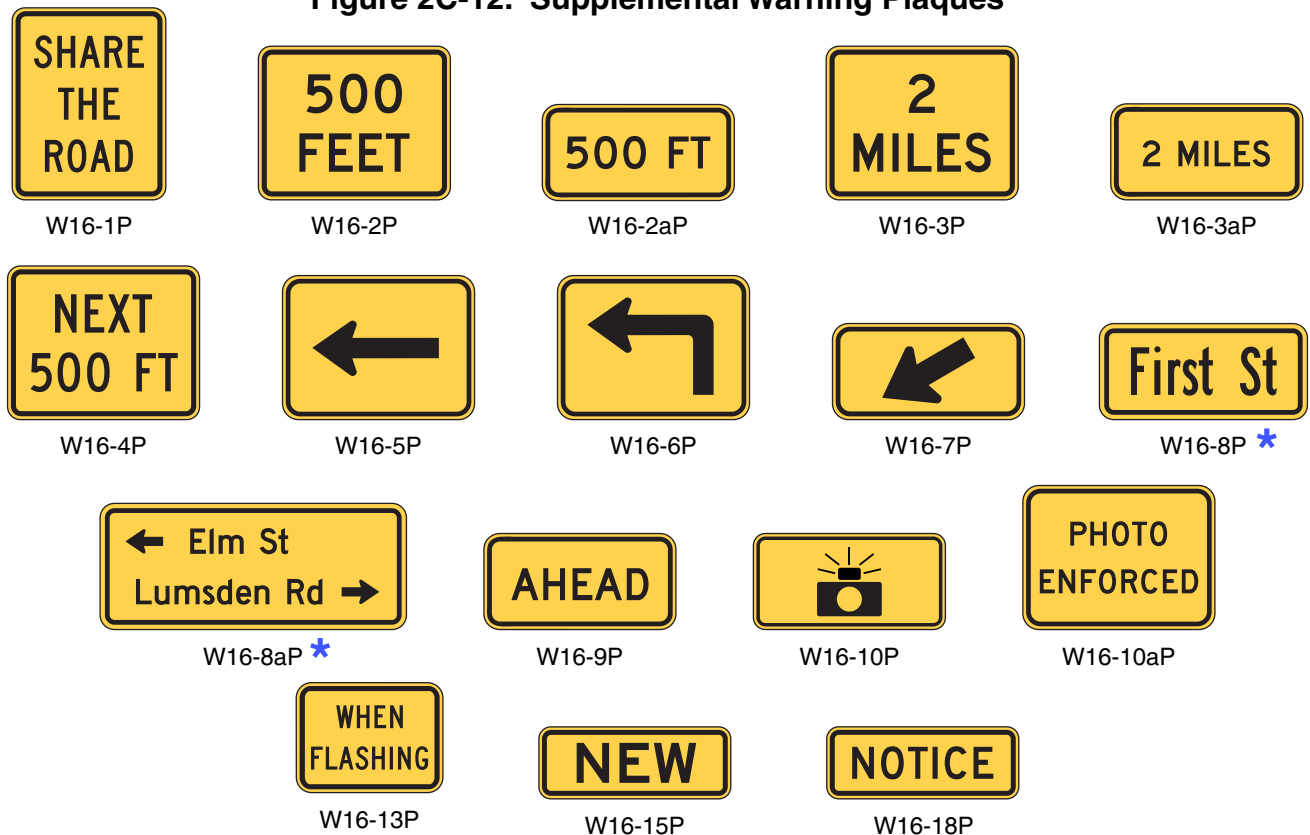 Figure 2C-12. Supplemental Warning Plaques
SHARE
THE
ROAD
W16-1P
500
FEET
W16-2P
500 FT
W16-2aP
2
MILES
W16-3P
2 MILES
W16-3aP
NEXT
500 FT
W16-4P
W16-5P
W16-6P
W16-7P
First St
W16-8P *
← Elm St
Lumsden Rd →
W16-8aP *
AHEAD
W16-9P
W16-10P
PHOTO
ENFORCED
W16-10aP
WHEN
FLASHING
W16-13P
NEW
W16-15P
NOTICE
W16-18P